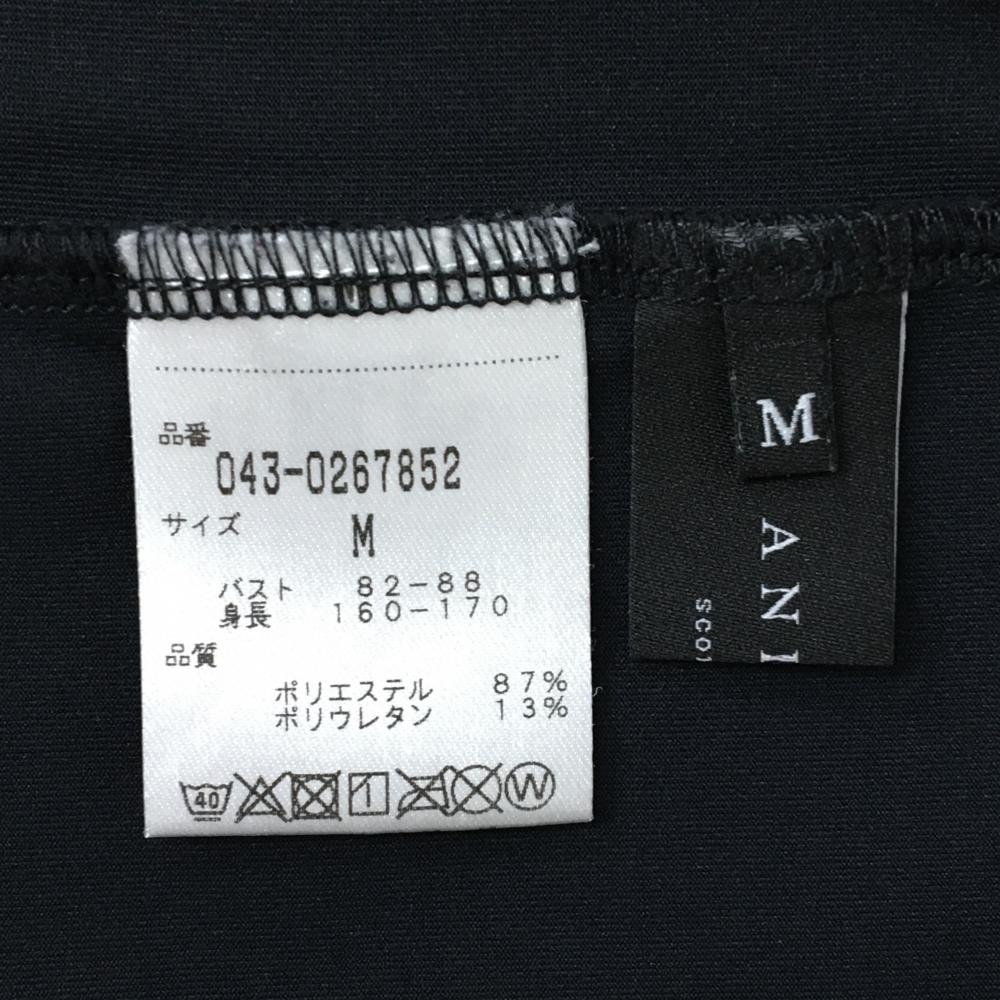 品番
043-0267852
サイズ
M
バスト 82-88
身長 160-170
品質
ポリエステル 87%
ポリウレタン 13%
40
W
M
ANI
SCO